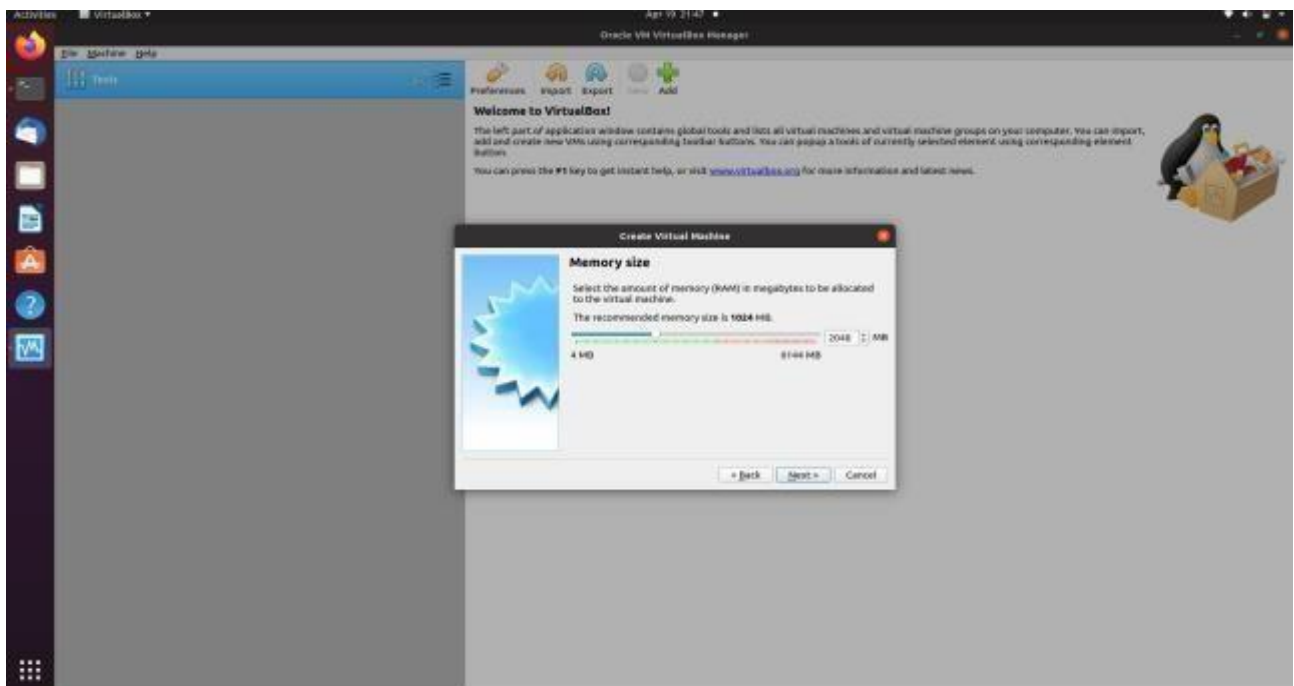 Activities VirtualBox Apr 19 21:47
Oracle VM VirtualBox Manager
File Machine Help
Tools
Preferences Import Export New Add
Welcome to VirtualBox!
The left part of application window contains global tools and lists all virtual machines and virtual machine groups on your computer. You can import,
add and create new VMs using corresponding toolbar buttons. You can popup a tools of currently selected element using corresponding element
button.
You can press the F1 key to get instant help, or visit www.virtualbox.org for more information and latest news.
Create Virtual Machine
Memory size
Select the amount of memory (RAM) in megabytes to be allocated
to the virtual machine.
The recommended memory size is 1024 MB.
2048 MB
4 MB
MB
< Back Next > Cancel